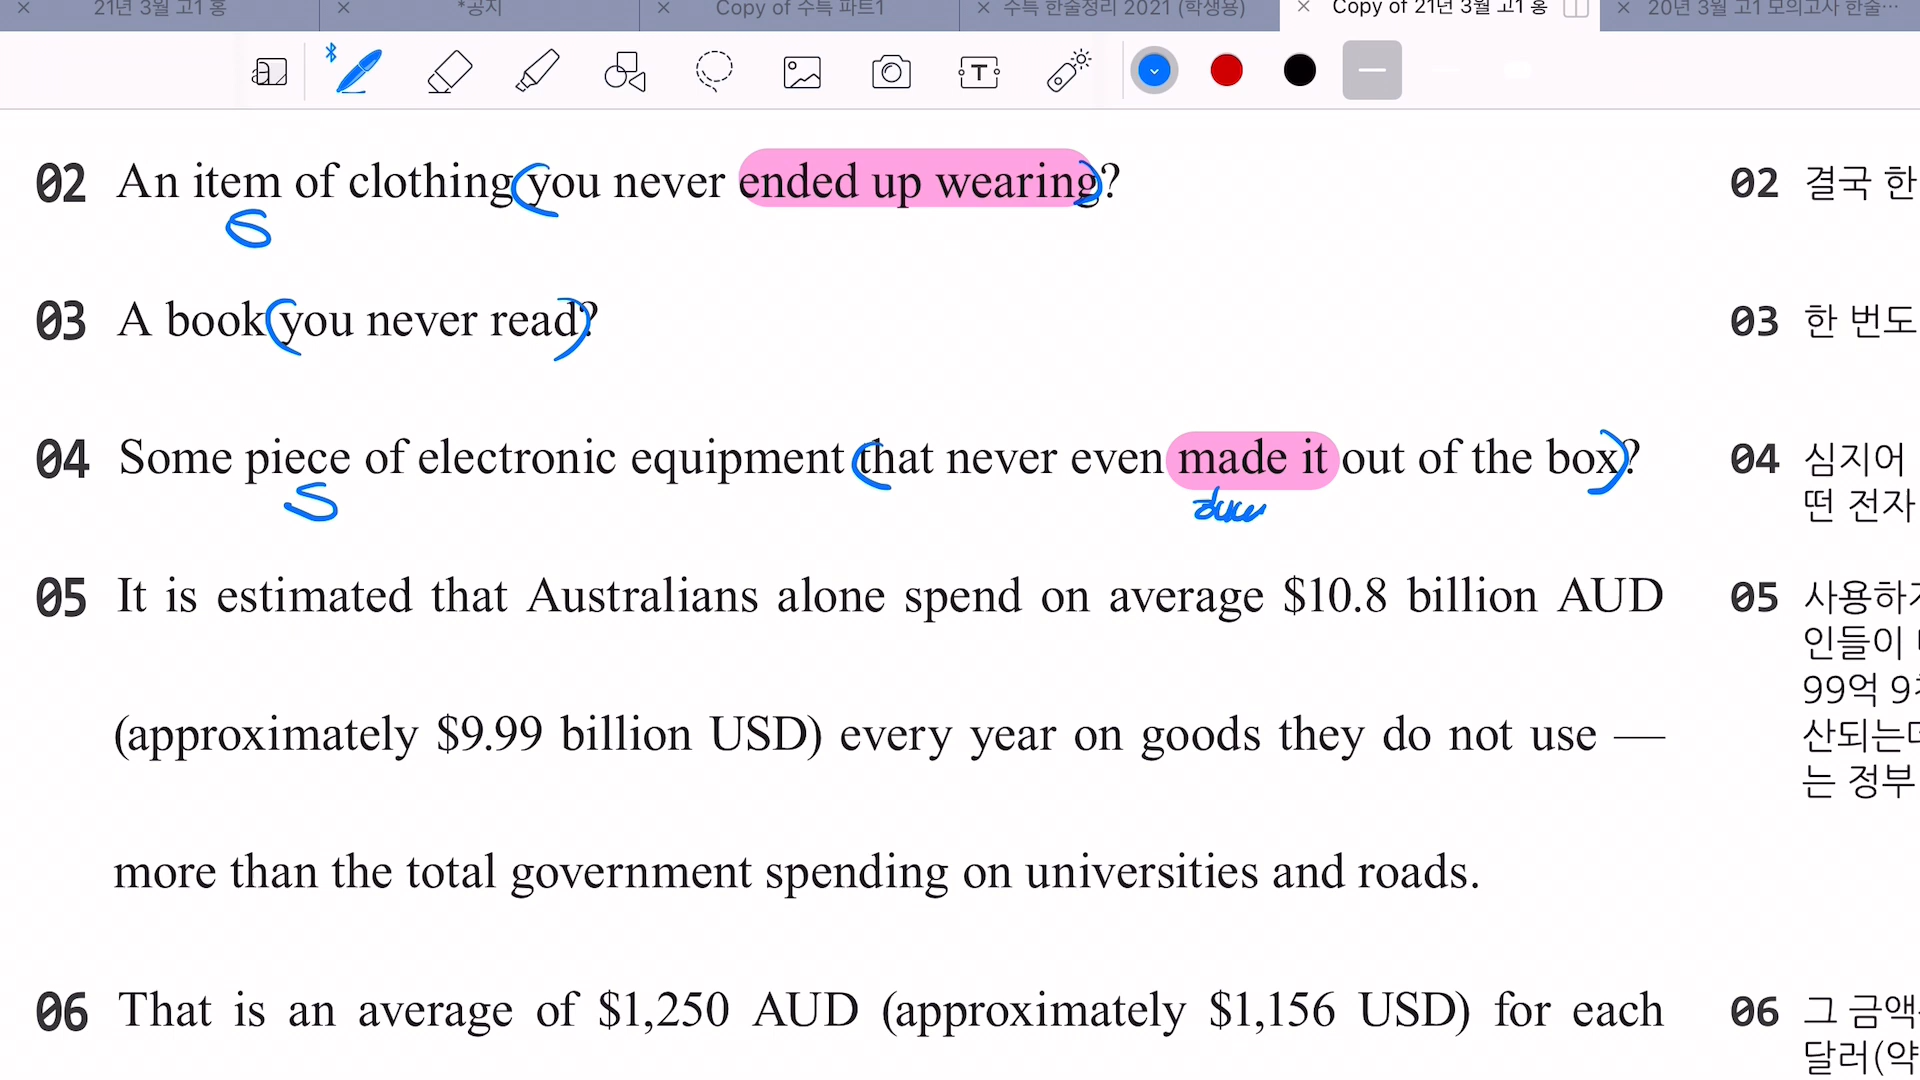 21년 3월 고1 홍
*공지
Copy of 수특 파트1
수특 한술정리 2021 (학생용)
Copy of 21년 3월 고1 홍
20년 3월 고1 모의고사 한술…
02 An item of clothing (you never ended up wearing)?
S
03 A book (you never read)?
04 Some piece of electronic equipment (that never even made it out of the box)?
S
05 It is estimated that Australians alone spend on average $10.8 billion AUD
(approximately $9.99 billion USD) every year on goods they do not use —
more than the total government spending on universities and roads.
06 That is an average of $1,250 AUD (approximately $1,156 USD) for each
02 결국 한
03 한 번도
04 심지어
떤 전자
05 사용하지
인들이
99억 9
산되는데
는 정부
06 그 금액
달러(약